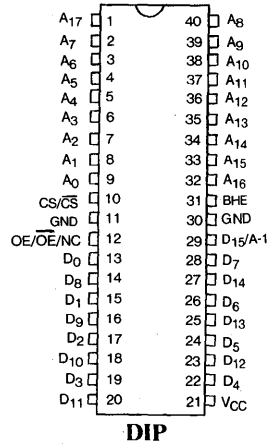 A17 1 40 A8
A7 2 39 A9
A6 3 38 A10
A5 4 37 A11
A4 5 36 A12
A3 6 35 A13
A2 7 34 A14
A1 8 33 A15
A0 9 32 A16
CS/C̅S̅ 10 31 BHE
GND 11 30 GND
OE/O̅E̅/NC 12 29 D15/A-1
D0 13 28 D7
D8 14 27 D14
D1 15 26 D6
D9 16 25 D13
D2 17 24 D5
D10 18 23 D12
D3 19 22 D4
D11 20 21 VCC
DIP